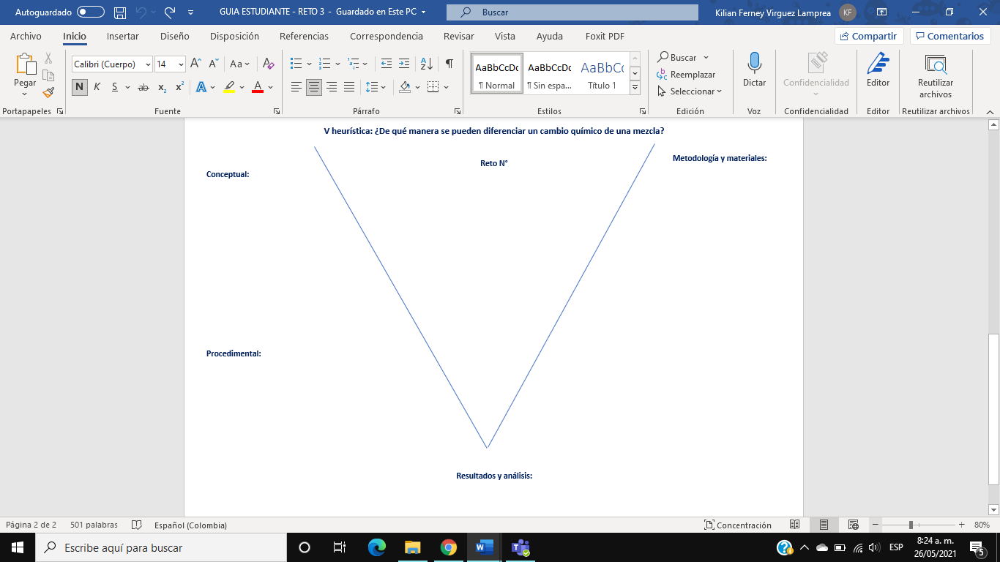 Autoguardado
GUIA ESTUDIANTE - RETO 3 - Guardado en Este PC
Buscar
Kilian Ferney Virguez Lamprea
KF
Archivo Inicio Insertar Diseño Disposición Referencias Correspondencia Revisar Vista Ayuda Foxit PDF
Compartir
Comentarios
Pegar
Calibri (Cuerpo) 14
Aa
N K S ab x2 x2 A A
AaBbCcDc AaBbCcDc AaBbCc
¶ Normal ¶ Sin espa... Título 1
Buscar
Reemplazar
Seleccionar
Dictar
Confidencialidad
Editor
Reutilizar
archivos
Portapapeles Fuente Párrafo Estilos Edición Voz Confidencialidad Editor Reutilizar archivos
V heurística: ¿De qué manera se pueden diferenciar un cambio químico de una mezcla?
Reto N°
Metodología y materiales:
Conceptual:
Procedimental:
Resultados y análisis:
Página 2 de 2 501 palabras Español (Colombia) Concentración 80%
Escribe aquí para buscar
ESP
8:24 a. m.
26/05/2021
5